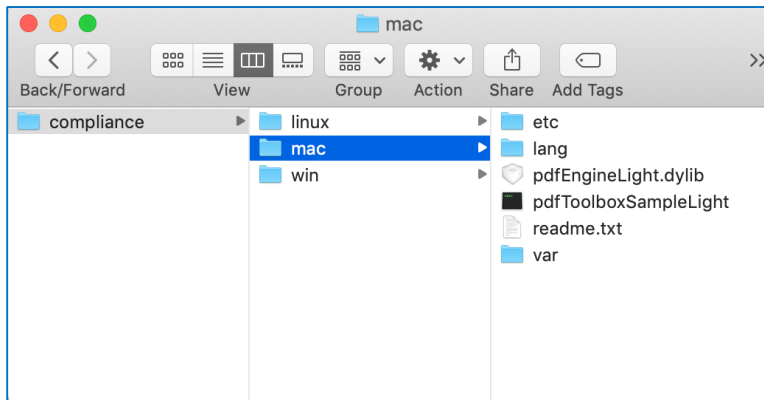 mac
Back/Forward
View
Group
Action
Share
Add Tags
compliance
linux
mac
win
etc
lang
pdfEngineLight.dylib
pdfToolboxSampleLight
readme.txt
var